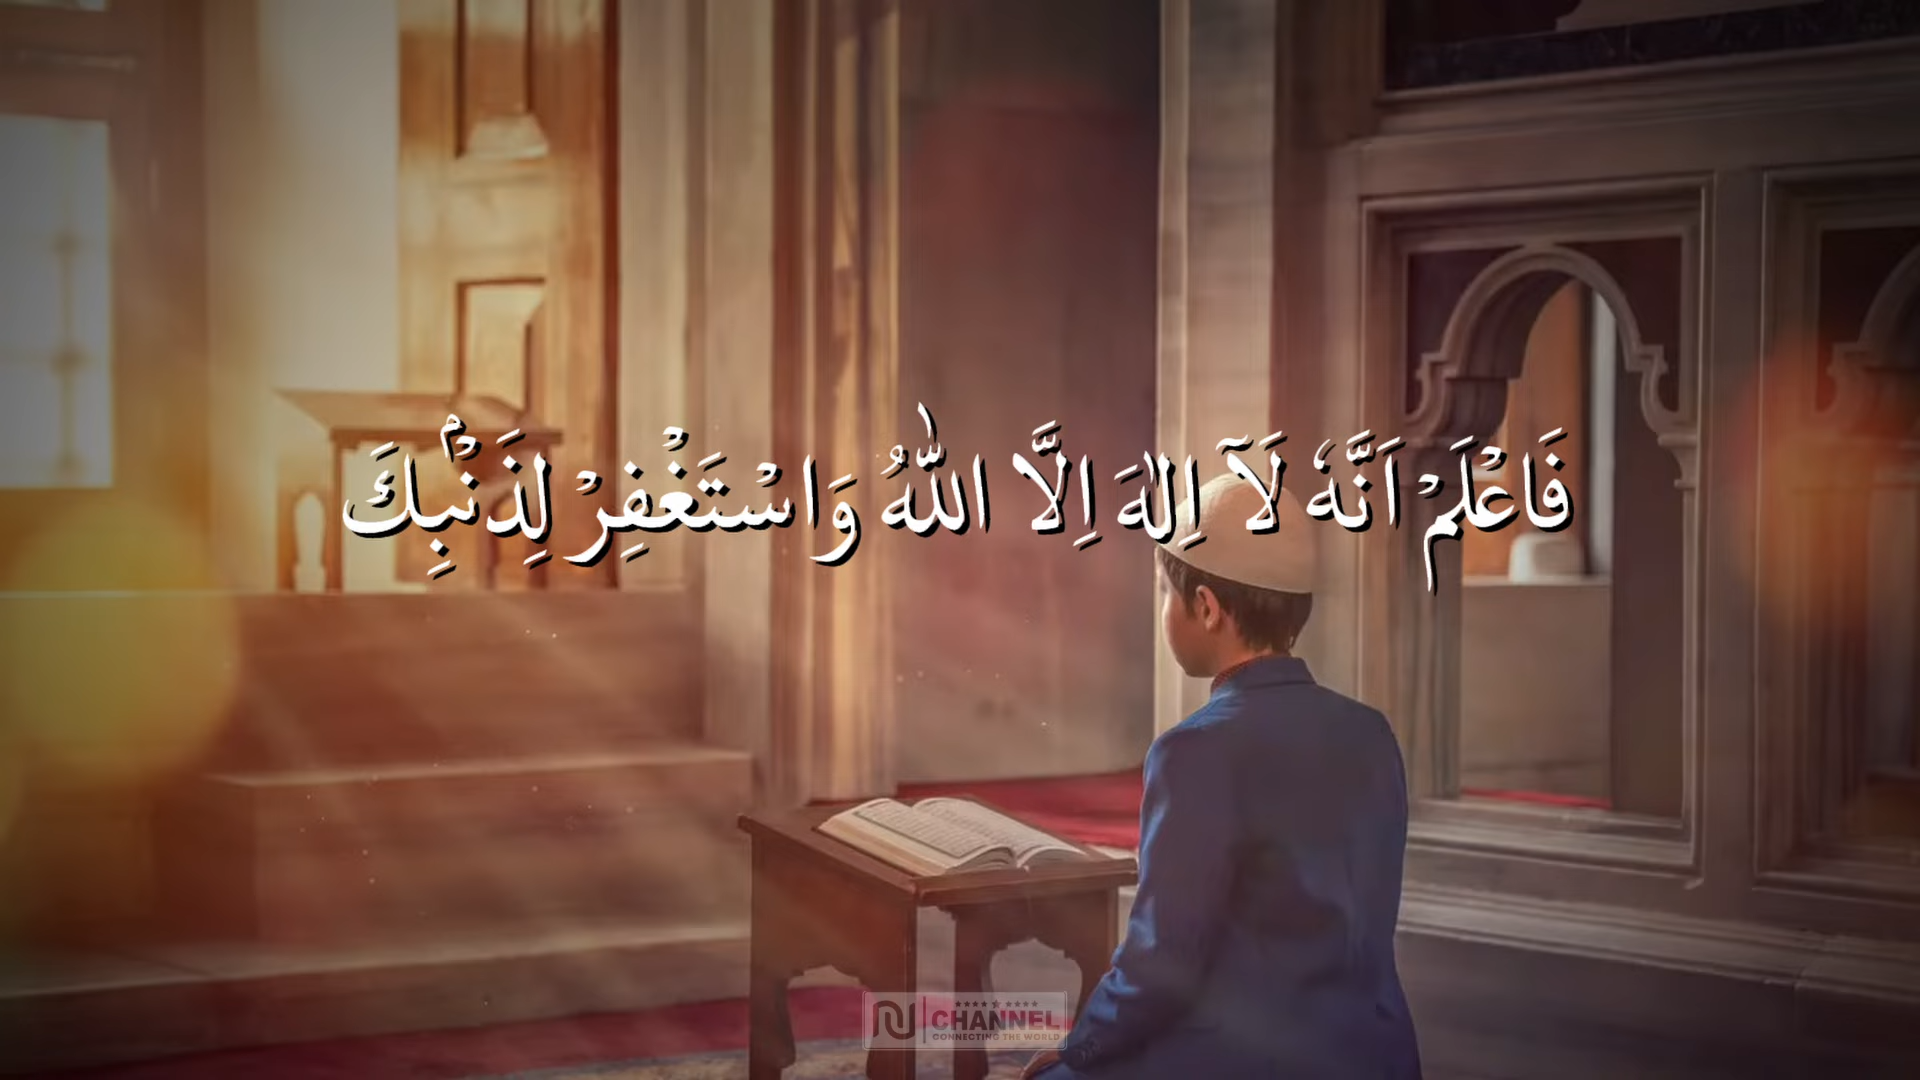 فَاعْلَمْ اَنَّهٗ لَآ اِلٰهَ اِلَّا اللّٰهُ وَاسْتَغْفِرْ لِذَنْۢبِكَ
CHANNEL
CONNECTING THE WORLD